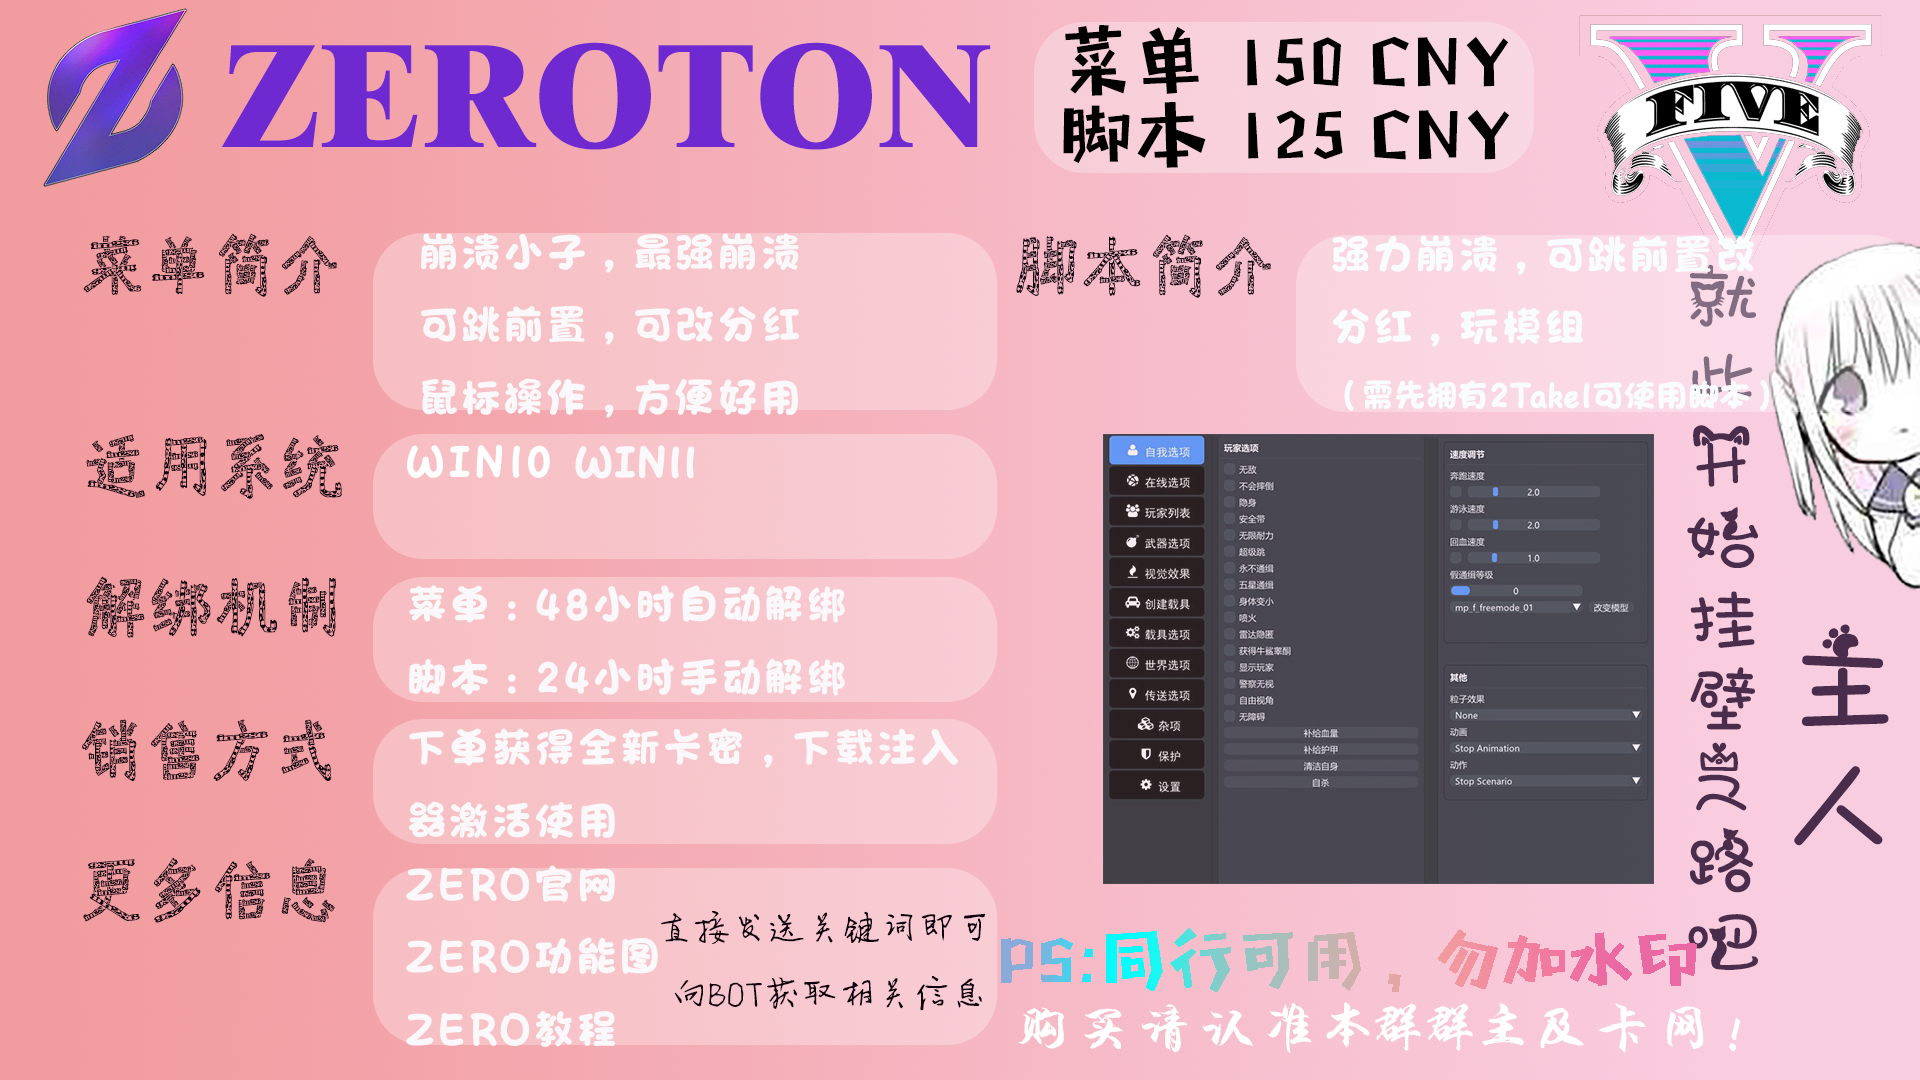 ZEROTON
菜单 150 CNY
脚本 125 CNY
FIVE
菜单简介
崩溃小子，最强崩溃
可跳前置，可改分红
鼠标操作，方便好用
脚本简介
强力崩溃，可跳前置改
分红，玩模组
（需先拥有2Take1可使用脚本）
适用系统
WIN10 WIN11
解绑机制
菜单：48小时自动解绑
脚本：24小时手动解绑
销售方式
下单获得全新卡密，下载注入
器激活使用
更多信息
ZERO官网
ZERO功能图
ZERO教程
直接发送关键词即可
向BOT获取相关信息
自我选项
在线选项
玩家列表
武器选项
视觉效果
创建载具
载具选项
世界选项
传送选项
杂项
保护
设置
玩家选项
无敌
不会摔倒
隐身
安全带
无限耐力
超级跳
永不通缉
五星通缉
身体变小
喷火
雷达隐匿
获得牛鲨睾酮
显示玩家
警察无视
自由视角
无障碍
补给血量
补给护甲
清洁自身
自杀
速度调节
奔跑速度
2.0
游泳速度
2.0
回血速度
1.0
假通缉等级
0
mp_f_freemode_01 改变模型
其他
粒子效果
None
动画
Stop Animation
动作
Stop Scenario
就些开始挂壁之路吧
主人
PS:同行可用，勿加水印
购买请认准本群群主及卡网！